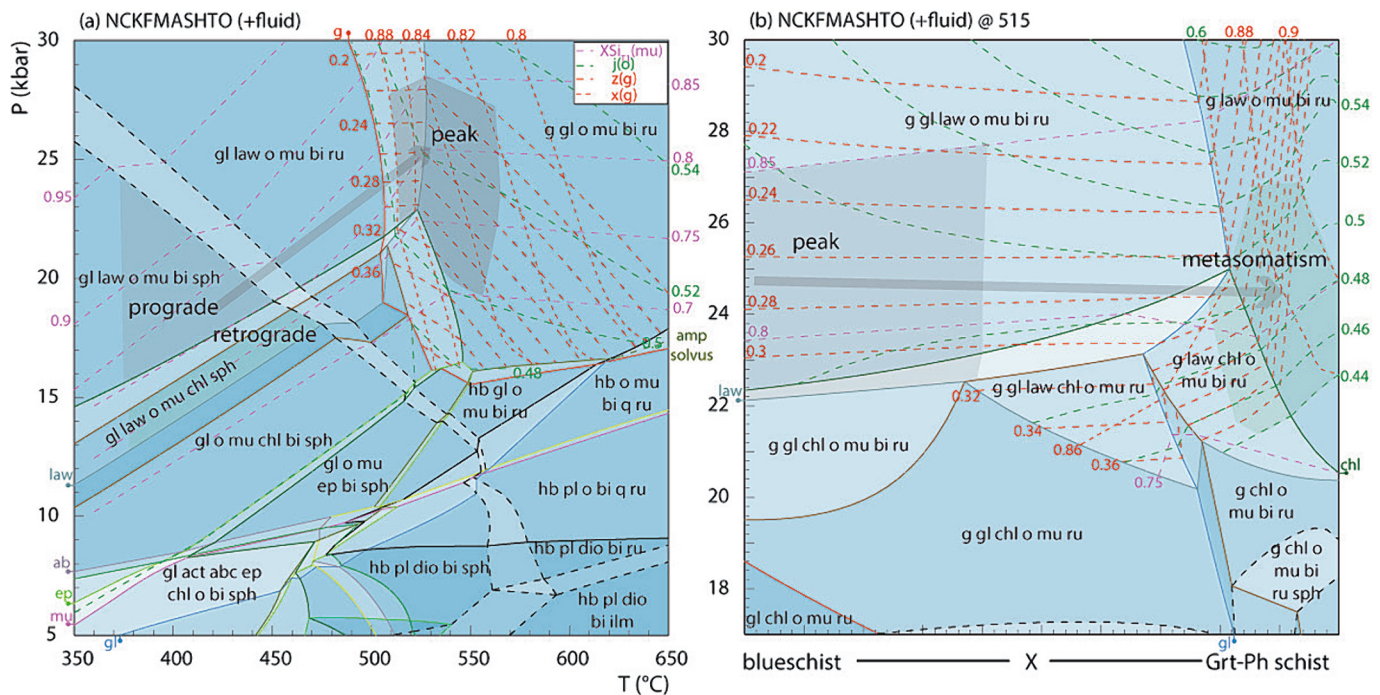 (a) NCKFMASHTO (+fluid)
g
0.88
0.84
0.82
0.8
XSi_(mu)
j(o)
z(g)
x(g)
P (kbar)
30
25
20
15
10
5
0.2
0.24
0.28
0.32
0.36
0.95
0.9
0.85
0.8
0.54
0.75
0.52
0.7
amp
solvus
0.5
0.48
peak
g gl o mu bi ru
gl law o mu bi ru
gl law o mu bi sph
prograde
retrograde
gl law o mu chl sph
gl o mu chl bi sph
hb gl o
mu bi ru
hb o mu
bi q ru
gl o mu
ep bi sph
hb pl o bi q ru
hb pl dio bi ru
hb pl dio bi sph
hb pl dio
bi ilm
gl act abc ep
chl o bi sph
law
ab
ep
mu
gl
350
400
450
500
550
600
650
T (°C)
(b) NCKFMASHTO (+fluid) @ 515
0.6
0.88
0.9
30
28
26
24
22
20
18
0.2
0.22
0.85
0.24
0.26
0.28
0.8
0.3
g gl law o mu bi ru
g law o mu bi ru
0.54
0.52
0.5
0.48
0.46
0.44
peak
metasomatism
law
0.32
g gl law chl o mu ru
g law chl o
mu bi ru
g gl chl o mu bi ru
0.34
0.86
0.36
0.75
chl
g gl chl o mu ru
g chl o
mu bi ru
g chl o
mu bi
ru sph
gl chl o mu ru
gl
blueschist
X
Grt-Ph schist